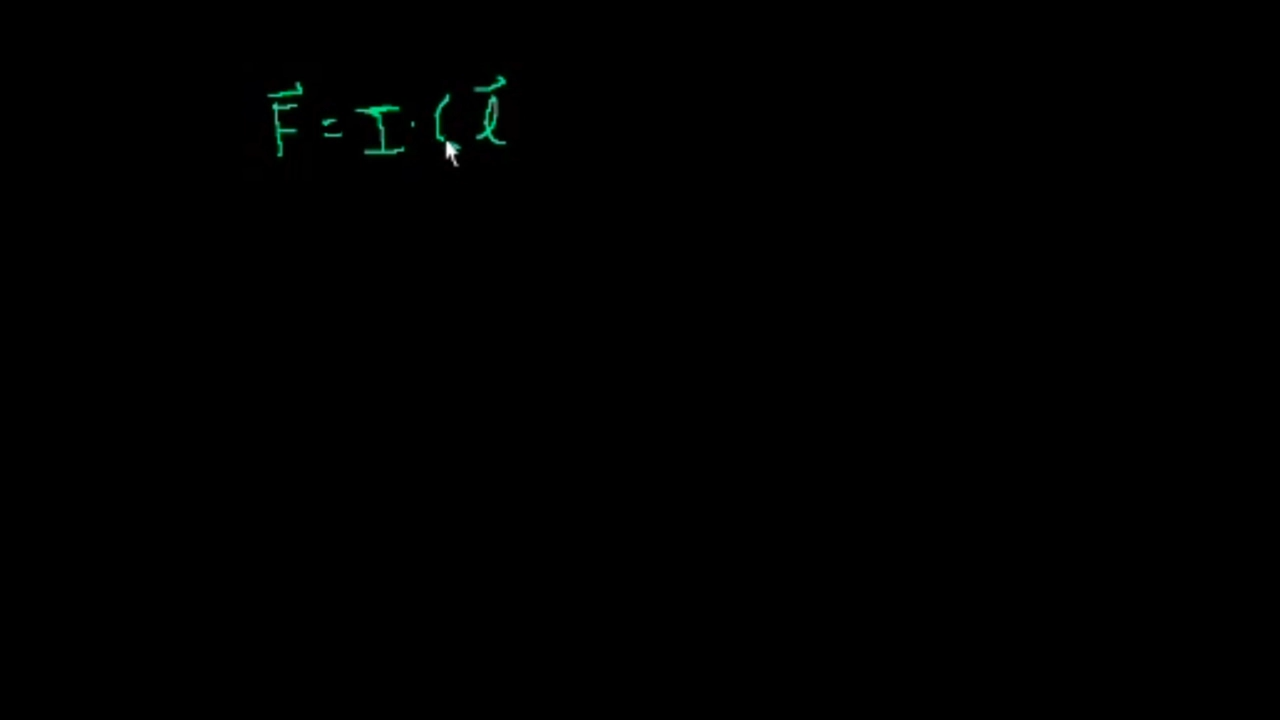 F⃗ = I · ( l⃗